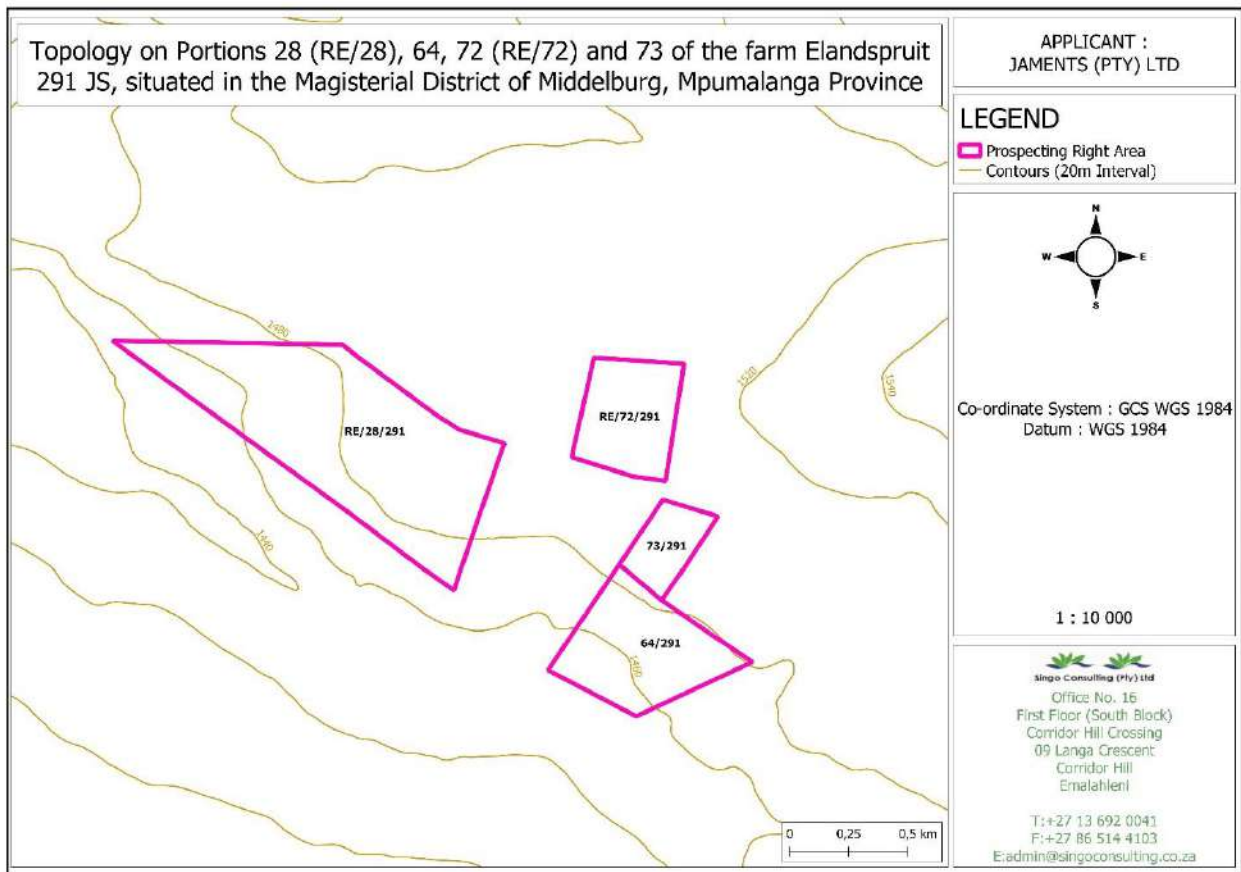 Topology on Portions 28 (RE/28), 64, 72 (RE/72) and 73 of the farm Elandspruit
291 JS, situated in the Magisterial District of Middelburg, Mpumalanga Province
APPLICANT :
JAMENTS (PTY) LTD
LEGEND
Prospecting Right Area
Contours (20m Interval)
N
W E
S
Co-ordinate System : GCS WGS 1984
Datum : WGS 1984
1 : 10 000
Singo Consulting (Pty) Ltd
Office No. 16
First Floor (South Block)
Corridor Hill Crossing
09 Langa Crescent
Corridor Hill
Emalahleni
T:+27 13 692 0041
F:+27 86 514 4103
E:admin@singoconsulting.co.za
1480
1520
1540
RE/28/291
RE/72/291
1440
73/291
64/291
1460
0 0,25 0,5 km